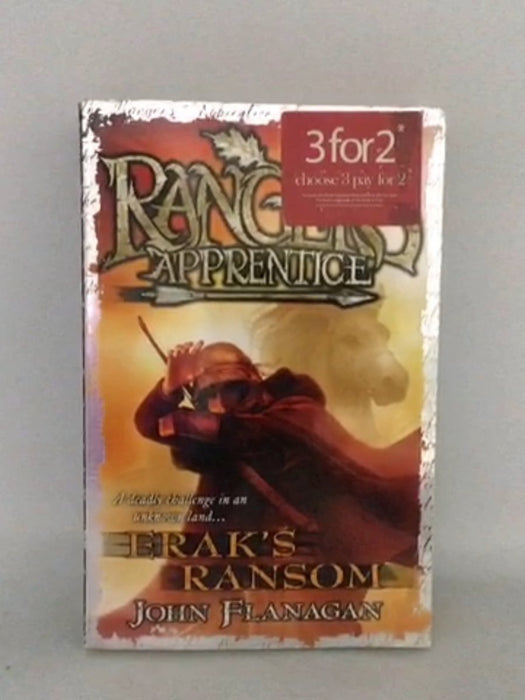 3 for 2*
choose 3 pay for 2
RANGER'S
APPRENTICE
A deadly challenge in an
unknown land...
ERAK'S
RANSOM
JOHN FLANAGAN